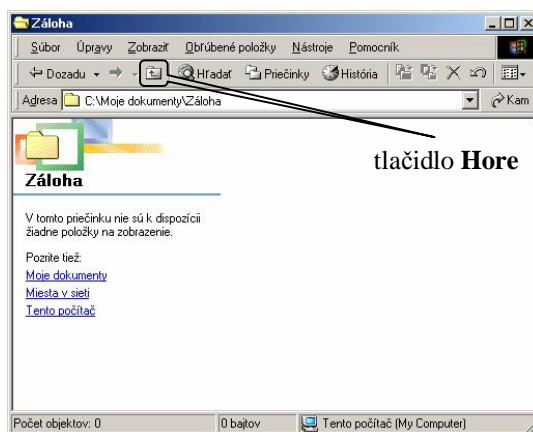 Záloha
Súbor Úpravy Zobraziť Obľúbené položky Nástroje Pomocník
Dozadu Hľadať Priečinky História
Adresa C:\Moje dokumenty\Záloha Kam
tlačidlo Hore
Záloha
V tomto priečinku nie sú k dispozícii
žiadne položky na zobrazenie.
Pozrite tiež:
Moje dokumenty
Miesta v sieti
Tento počítač
Počet objektov: 0 0 bajtov Tento počítač (My Computer)